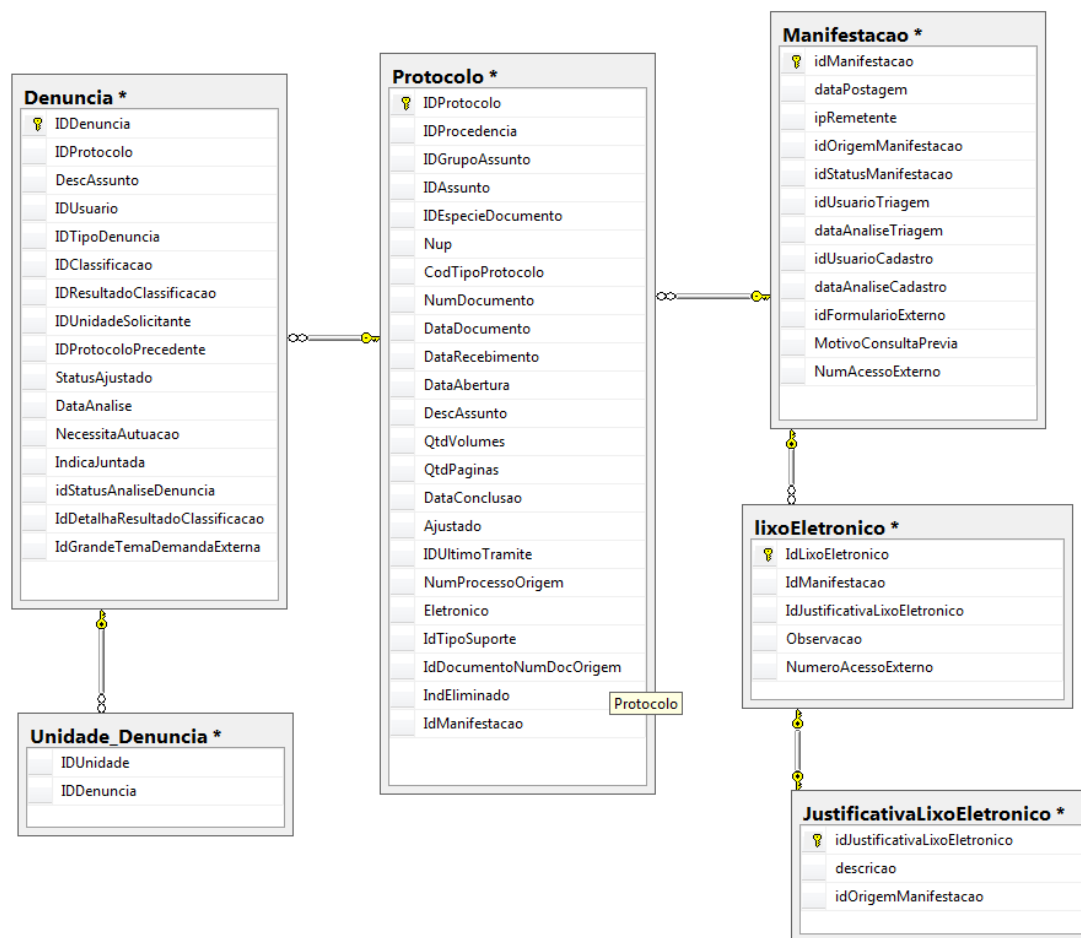 Denuncia *
IDDenuncia
IDProtocolo
DescAssunto
IDUsuario
IDTipoDenuncia
IDClassificacao
IDResultadoClassificacao
IDUnidadeSolicitante
IDProtocoloPrecedente
StatusAjustado
DataAnalise
NecessitaAutuacao
IndicaJuntada
idStatusAnaliseDenuncia
IdDetalhaResultadoClassificacao
IdGrandeTemaDemandaExterna
Unidade_Denuncia *
IDUnidade
IDDenuncia
Protocolo *
IDProtocolo
IDProcedencia
IDGrupoAssunto
IDAssunto
IDEspecieDocumento
Nup
CodTipoProtocolo
NumDocumento
DataDocumento
DataRecebimento
DataAbertura
DescAssunto
QtdVolumes
QtdPaginas
DataConclusao
Ajustado
IDUltimoTramite
NumProcessoOrigem
Eletronico
IdTipoSuporte
IdDocumentoNumDocOrigem
IndEliminado
IdManifestacao
Protocolo
Manifestacao *
idManifestacao
dataPostagem
ipRemetente
idOrigemManifestacao
idStatusManifestacao
idUsuarioTriagem
dataAnaliseTriagem
idUsuarioCadastro
dataAnaliseCadastro
idFormularioExterno
MotivoConsultaPrevia
NumAcessoExterno
lixoEletronico *
IdLixoEletronico
IdManifestacao
IdJustificativaLixoEletronico
Observacao
NumeroAcessoExterno
JustificativaLixoEletronico *
idJustificativaLixoEletronico
descricao
idOrigemManifestacao